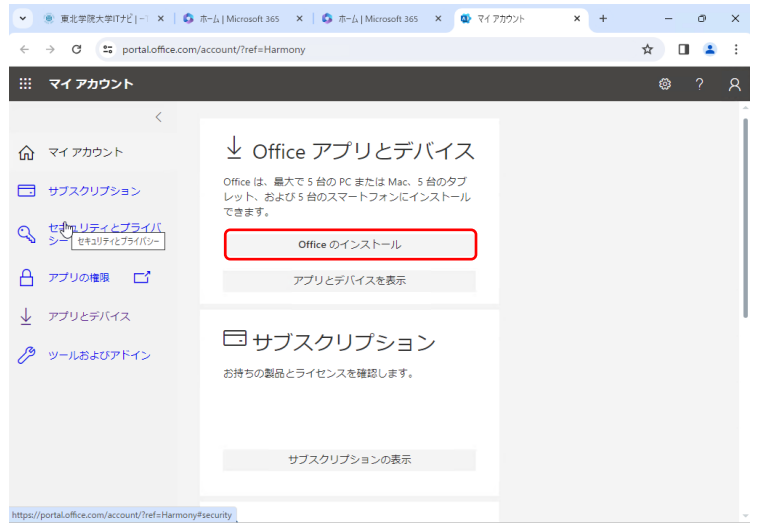 東北学院大学ITナビ | – T
ホーム | Microsoft 365
ホーム | Microsoft 365
マイ アカウント
portal.office.com/account/?ref=Harmony
マイ アカウント
マイ アカウント
サブスクリプション
セキュリティとプライバ
シー
セキュリティとプライバシー
アプリの権限
アプリとデバイス
ツールおよびアドイン
Office アプリとデバイス
Office は、最大で 5 台の PC または Mac、5 台のタブ
レット、および 5 台のスマートフォンにインストール
できます。
Office のインストール
アプリとデバイスを表示
サブスクリプション
お持ちの製品とライセンスを確認します。
サブスクリプションの表示
https://portal.office.com/account/?ref=Harmony#security